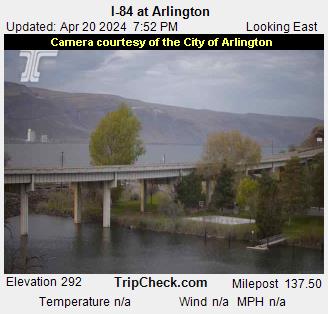 I-84 at Arlington
Updated: Apr 20 2024 7:52 PM Looking East
Camera courtesy of the City of Arlington
Elevation 292 TripCheck.com Milepost 137.50
Temperature n/a Wind n/a MPH n/a